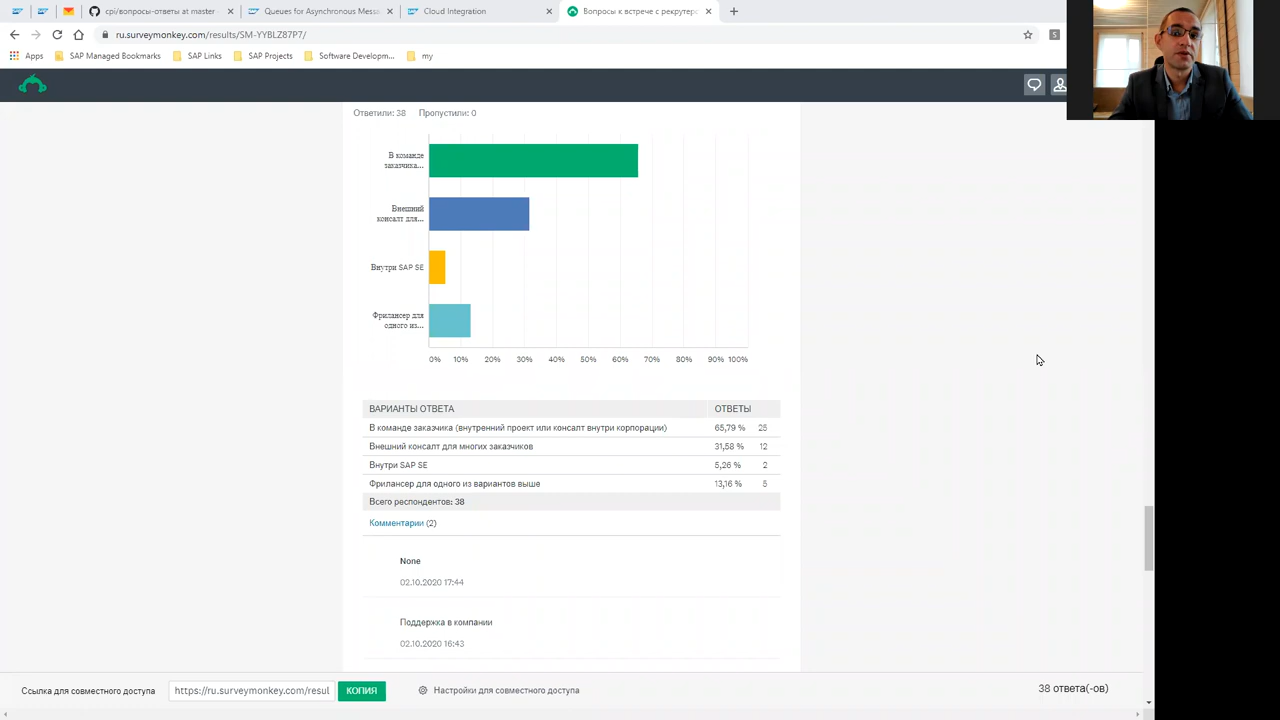 cpi/вопросы-ответы at master
Queues for Asynchronous Messa
Cloud Integration
Вопросы к встрече с рекрутеро
ru.surveymonkey.com/results/SM-YYBLZ87P7/
S
Apps
SAP Managed Bookmarks
SAP Links
SAP Projects
Software Developm...
my
Ответили: 38 Пропустили: 0
В команде
заказчика...
Внешний
консалт для...
Внутри SAP SE
Фрилансер для
одного из...
0% 10% 20% 30% 40% 50% 60% 70% 80% 90% 100%
ВАРИАНТЫ ОТВЕТА ОТВЕТЫ
В команде заказчика (внутренний проект или консалт внутри корпорации) 65,79 % 25
Внешний консалт для многих заказчиков 31,58 % 12
Внутри SAP SE 5,26 % 2
Фрилансер для одного из вариантов выше 13,16 % 5
Всего респондентов: 38
Комментарии (2)
None
02.10.2020 17:44
Поддержка в компании
02.10.2020 16:43
Ссылка для совместного доступа
https://ru.surveymonkey.com/resul
КОПИЯ
Настройки для совместного доступа
38 ответа(-ов)